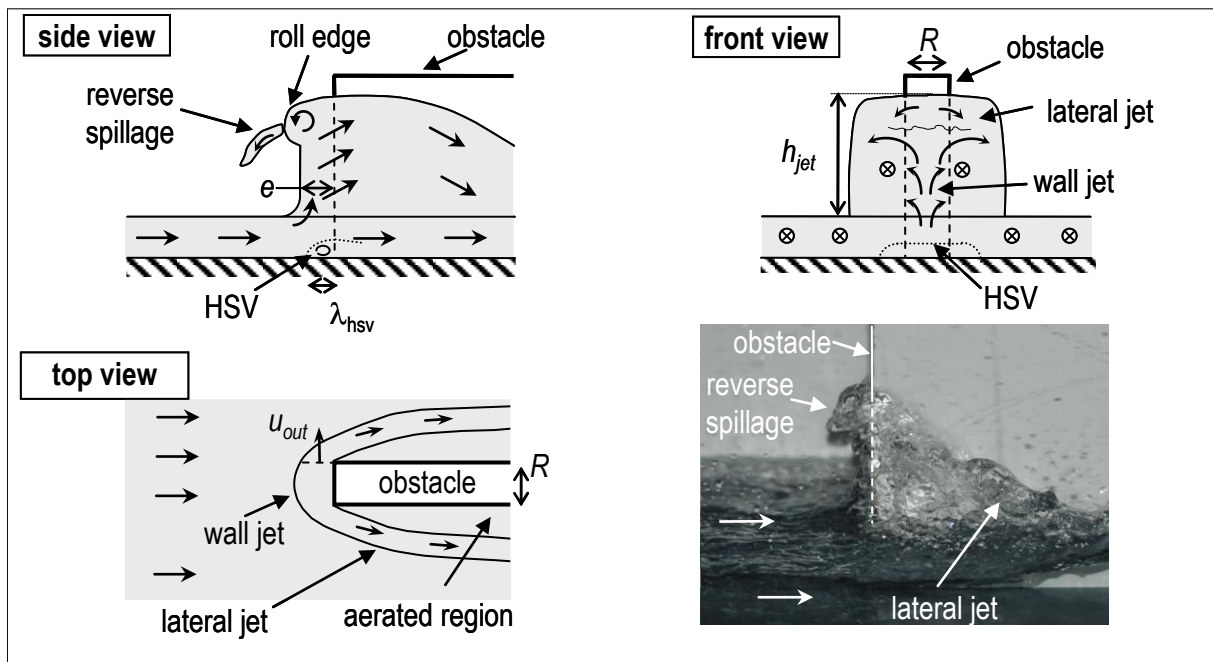 side view
roll edge
obstacle
reverse
spillage
e
HSV
λhsv
front view
R
obstacle
lateral jet
hjet
wall jet
HSV
top view
uout
obstacle
R
wall jet
lateral jet
aerated region
obstacle
reverse
spillage
lateral jet